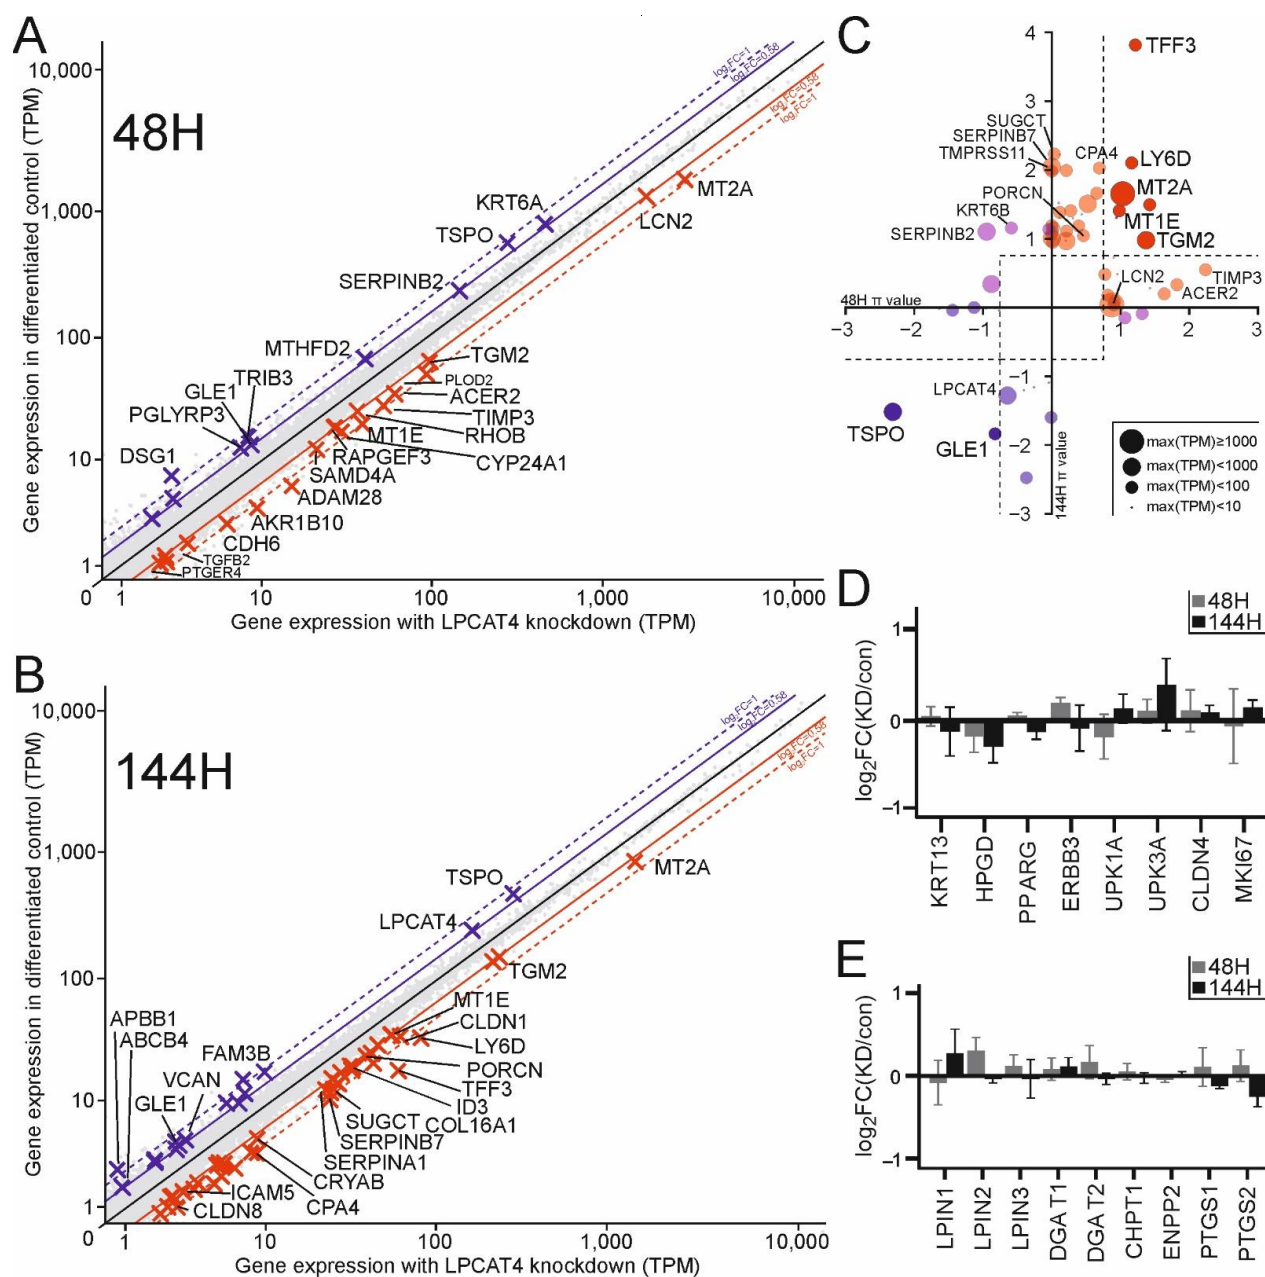 A
48H
Gene expression in differentiated control (TPM)
10,000
1,000
100
10
1
0
1
10
100
1,000
10,000
Gene expression with LPCAT4 knockdown (TPM)
log₂FC=1
log₂FC=0.58
log₂FC=0.58
log₂FC=1
KRT6A
TSPO
SERPINB2
MTHFD2
TRIB3
GLE1
PGLYRP3
DSG1
MT2A
LCN2
TGM2
PLOD2
ACER2
TIMP3
MT1E
RHOB
RAPGEF3
CYP24A1
SAMD4A
ADAM28
AKR1B10
CDH6
TGFB2
PTGER4
B
144H
Gene expression in differentiated control (TPM)
10,000
1,000
100
10
1
0
1
10
100
1,000
10,000
Gene expression with LPCAT4 knockdown (TPM)
log₂FC=1
log₂FC=0.58
log₂FC=0.58
log₂FC=1
TSPO
LPCAT4
MT2A
TGM2
APBB1
ABCB4
FAM3B
VCAN
GLE1
MT1E
CLDN1
LY6D
PORCN
TFF3
ID3
SUGCT
COL16A1
SERPINB7
SERPINA1
CRYAB
ICAM5
CPA4
CLDN8
C
4
3
2
1
−1
−2
−3
−3
−2
−1
1
2
3
48H π value
144H π value
TFF3
SUGCT
SERPINB7
TMPRSS11
CPA4
LY6D
PORCN
MT2A
KRT6B
MT1E
SERPINB2
TGM2
LCN2
TIMP3
ACER2
LPCAT4
TSPO
GLE1
max(TPM)≥1000
max(TPM)<1000
max(TPM)<100
max(TPM)<10
D
48H
144H
log₂FC(KD/con)
1
0
−1
KRT13
HPGD
PPARG
ERBB3
UPK1A
UPK3A
CLDN4
MKI67
E
48H
144H
log₂FC(KD/con)
1
0
−1
LPIN1
LPIN2
LPIN3
DGAT1
DGAT2
CHPT1
ENPP2
PTGS1
PTGS2